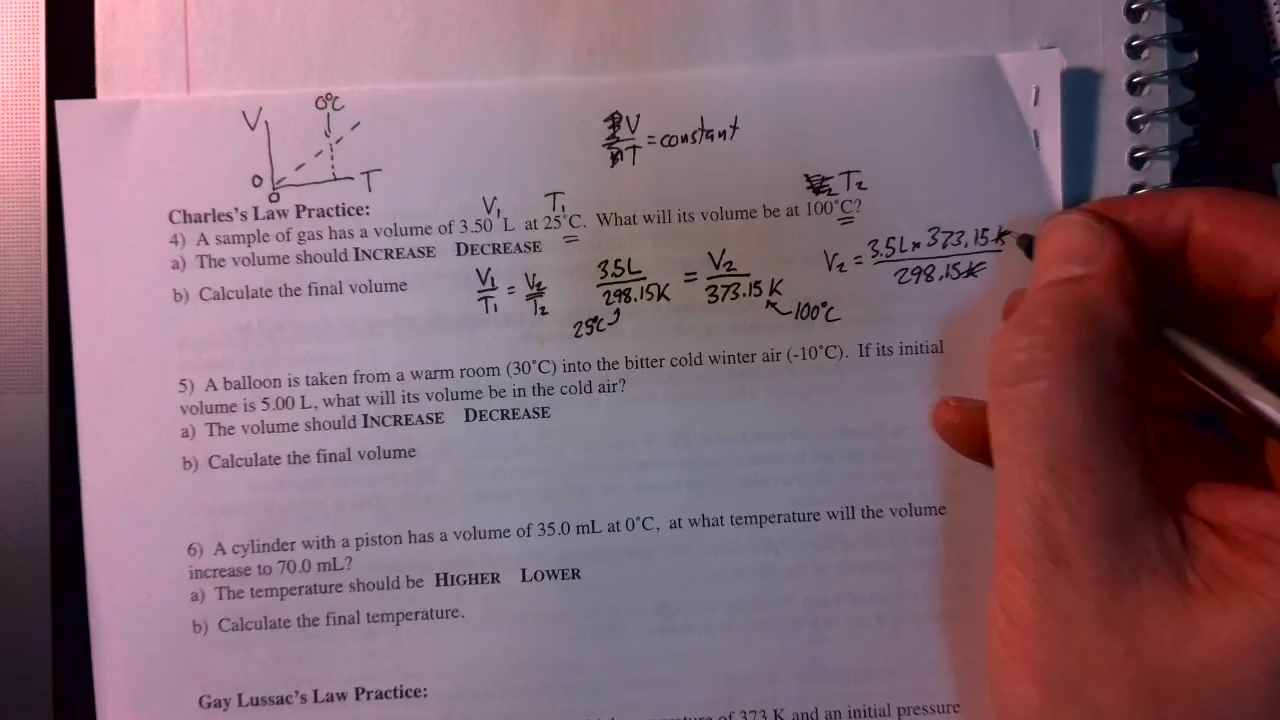 V
0°C
0
0
T
V
T
= constant
T₂
V₁
T₁
Charles's Law Practice:
4) A sample of gas has a volume of 3.50 L at 25°C. What will its volume be at 100°C?
a) The volume should INCREASE DECREASE
b) Calculate the final volume
V₁/T₁ = V₂/T₂
3.5L/298.15K = V₂/373.15K
25°C
100°C
V₂ = 3.5L × 373.15K/298.15K
5) A balloon is taken from a warm room (30°C) into the bitter cold winter air (-10°C). If its initial
volume is 5.00 L, what will its volume be in the cold air?
a) The volume should INCREASE DECREASE
b) Calculate the final volume
6) A cylinder with a piston has a volume of 35.0 mL at 0°C, at what temperature will the volume
increase to 70.0 mL?
a) The temperature should be HIGHER LOWER
b) Calculate the final temperature.
Gay Lussac's Law Practice:
of 373 K and an initial pressure